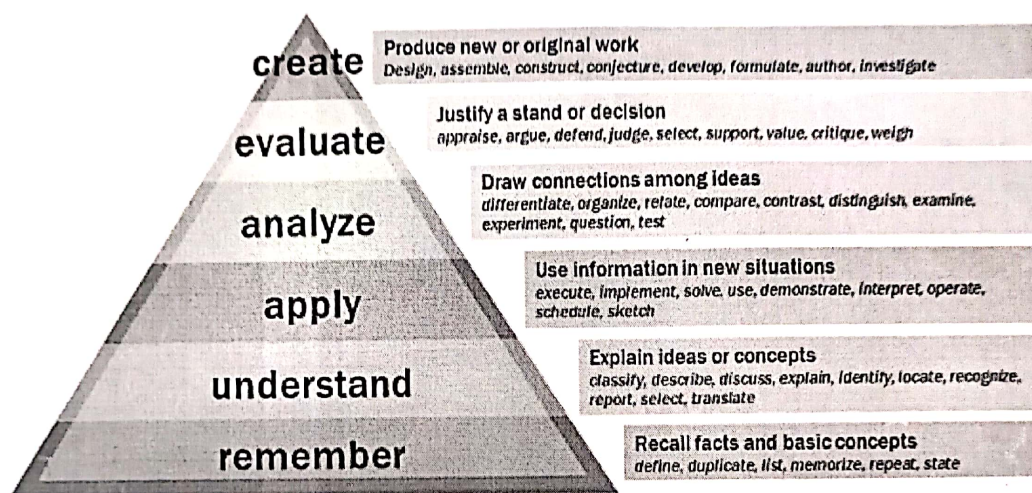 create
Produce new or original work
Design, assemble, construct, conjecture, develop, formulate, author, investigate
evaluate
Justify a stand or decision
appraise, argue, defend, judge, select, support, value, critique, weigh
analyze
Draw connections among ideas
differentiate, organize, relate, compare, contrast, distinguish, examine,
experiment, question, test
apply
Use information in new situations
execute, implement, solve, use, demonstrate, interpret, operate,
schedule, sketch
understand
Explain ideas or concepts
classify, describe, discuss, explain, identify, locate, recognize,
report, select, translate
remember
Recall facts and basic concepts
define, duplicate, list, memorize, repeat, state